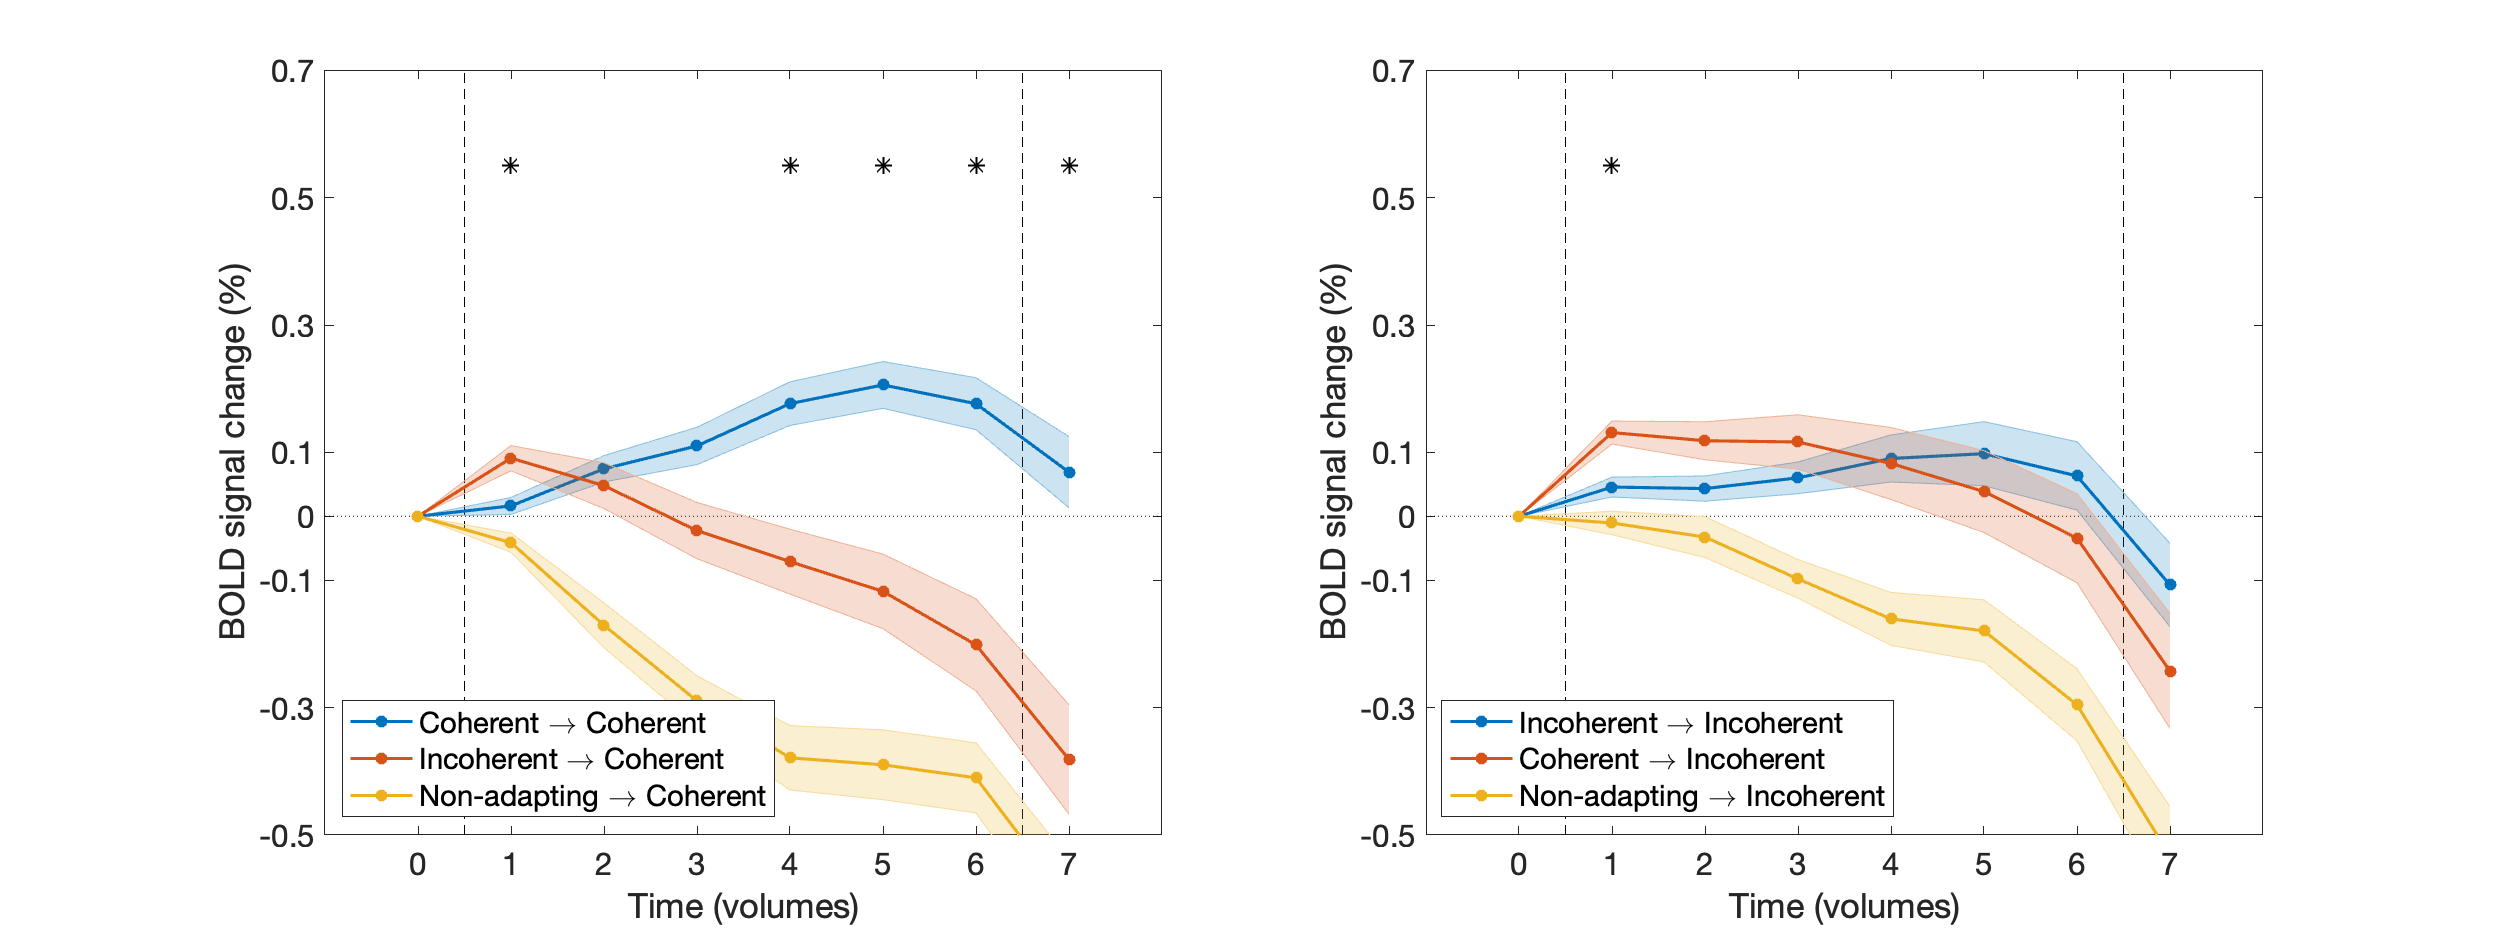 0.7
0.5
0.3
0.1
0
-0.1
-0.3
-0.5
BOLD signal change (%)
* * * * *
Coherent → Coherent
Incoherent → Coherent
Non-adapting → Coherent
0 1 2 3 4 5 6 7
Time (volumes)
0.7
0.5
0.3
0.1
0
-0.1
-0.3
-0.5
BOLD signal change (%)
*
Incoherent → Incoherent
Coherent → Incoherent
Non-adapting → Incoherent
0 1 2 3 4 5 6 7
Time (volumes)